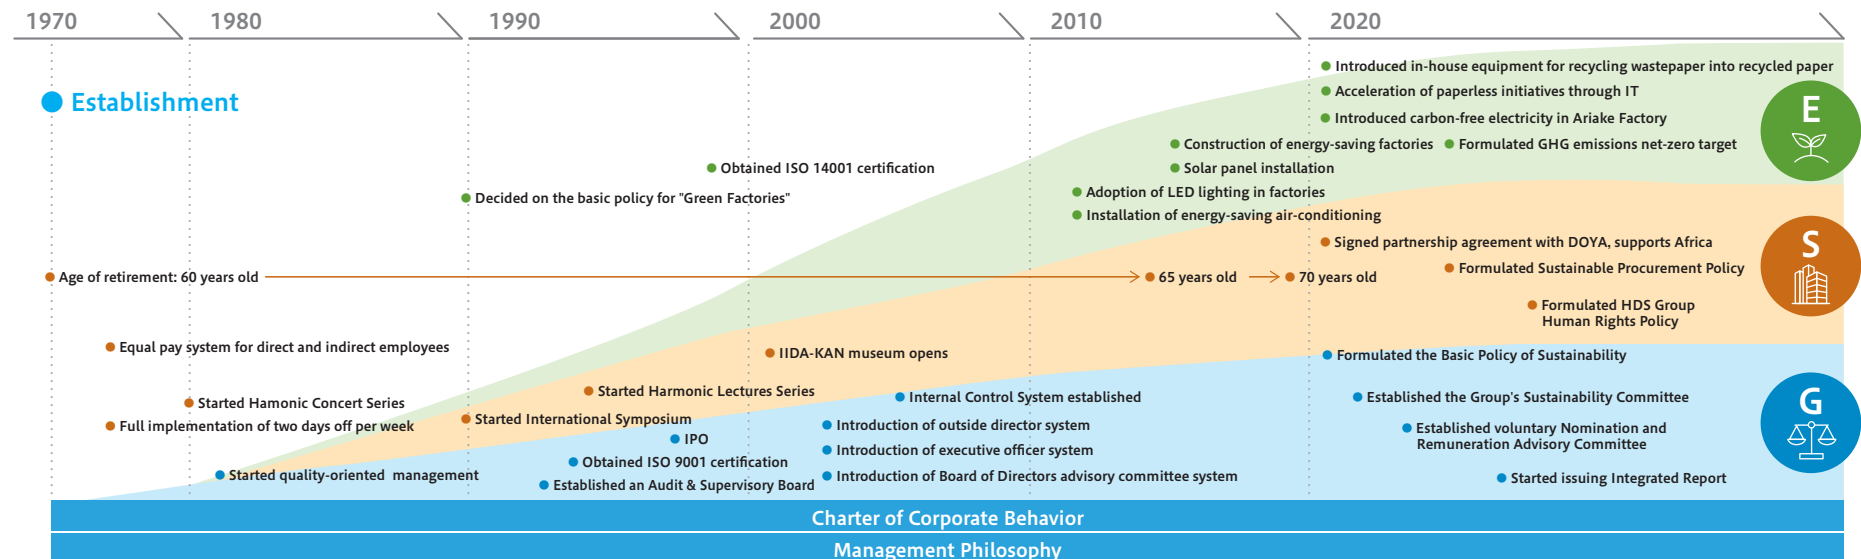 1970 1980 1990 2000 2010 2020
Establishment
Introduced in-house equipment for recycling wastepaper into recycled paper
Acceleration of paperless initiatives through IT
Introduced carbon-free electricity in Ariake Factory
Construction of energy-saving factories
Formulated GHG emissions net-zero target
Obtained ISO 14001 certification
Solar panel installation
Decided on the basic policy for "Green Factories"
Adoption of LED lighting in factories
Installation of energy-saving air-conditioning
E
Signed partnership agreement with DOYA, supports Africa
Age of retirement: 60 years old
65 years old
70 years old
Formulated Sustainable Procurement Policy
Formulated HDS Group
Human Rights Policy
S
Equal pay system for direct and indirect employees
IIDA-KAN museum opens
Started Harmonic Lectures Series
Started Hamonic Concert Series
Started International Symposium
Full implementation of two days off per week
Formulated the Basic Policy of Sustainability
Internal Control System established
Established the Group's Sustainability Committee
Introduction of outside director system
Established voluntary Nomination and
Remuneration Advisory Committee
IPO
Introduction of executive officer system
Obtained ISO 9001 certification
Started quality-oriented management
Introduction of Board of Directors advisory committee system
Started issuing Integrated Report
Established an Audit & Supervisory Board
G
Charter of Corporate Behavior
Management Philosophy